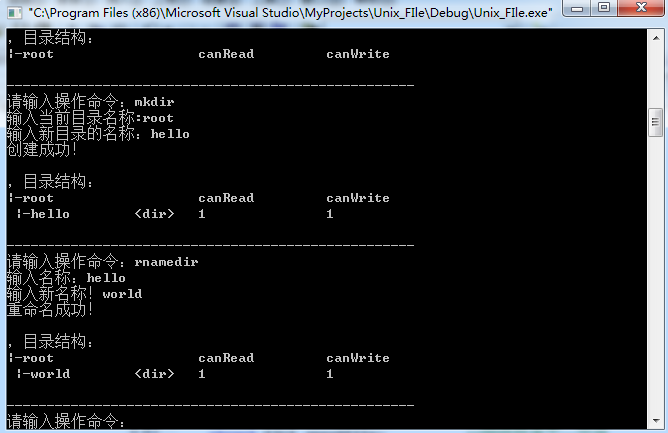 "C:\Program Files (x86)\Microsoft Visual Studio\MyProjects\Unix_FIle\Debug\Unix_FIle.exe"
，目录结构：
¦-root canRead canWrite
___________________________________________________
请输入操作命令：mkdir
输入当前目录名称:root
输入新目录的名称：hello
创建成功!
，目录结构：
¦-root canRead canWrite
¦-hello <dir> 1 1
___________________________________________________
请输入操作命令：rnamedir
输入名称：hello
输入新名称！world
重命名成功!
，目录结构：
¦-root canRead canWrite
¦-world <dir> 1 1
___________________________________________________
请输入操作命令：